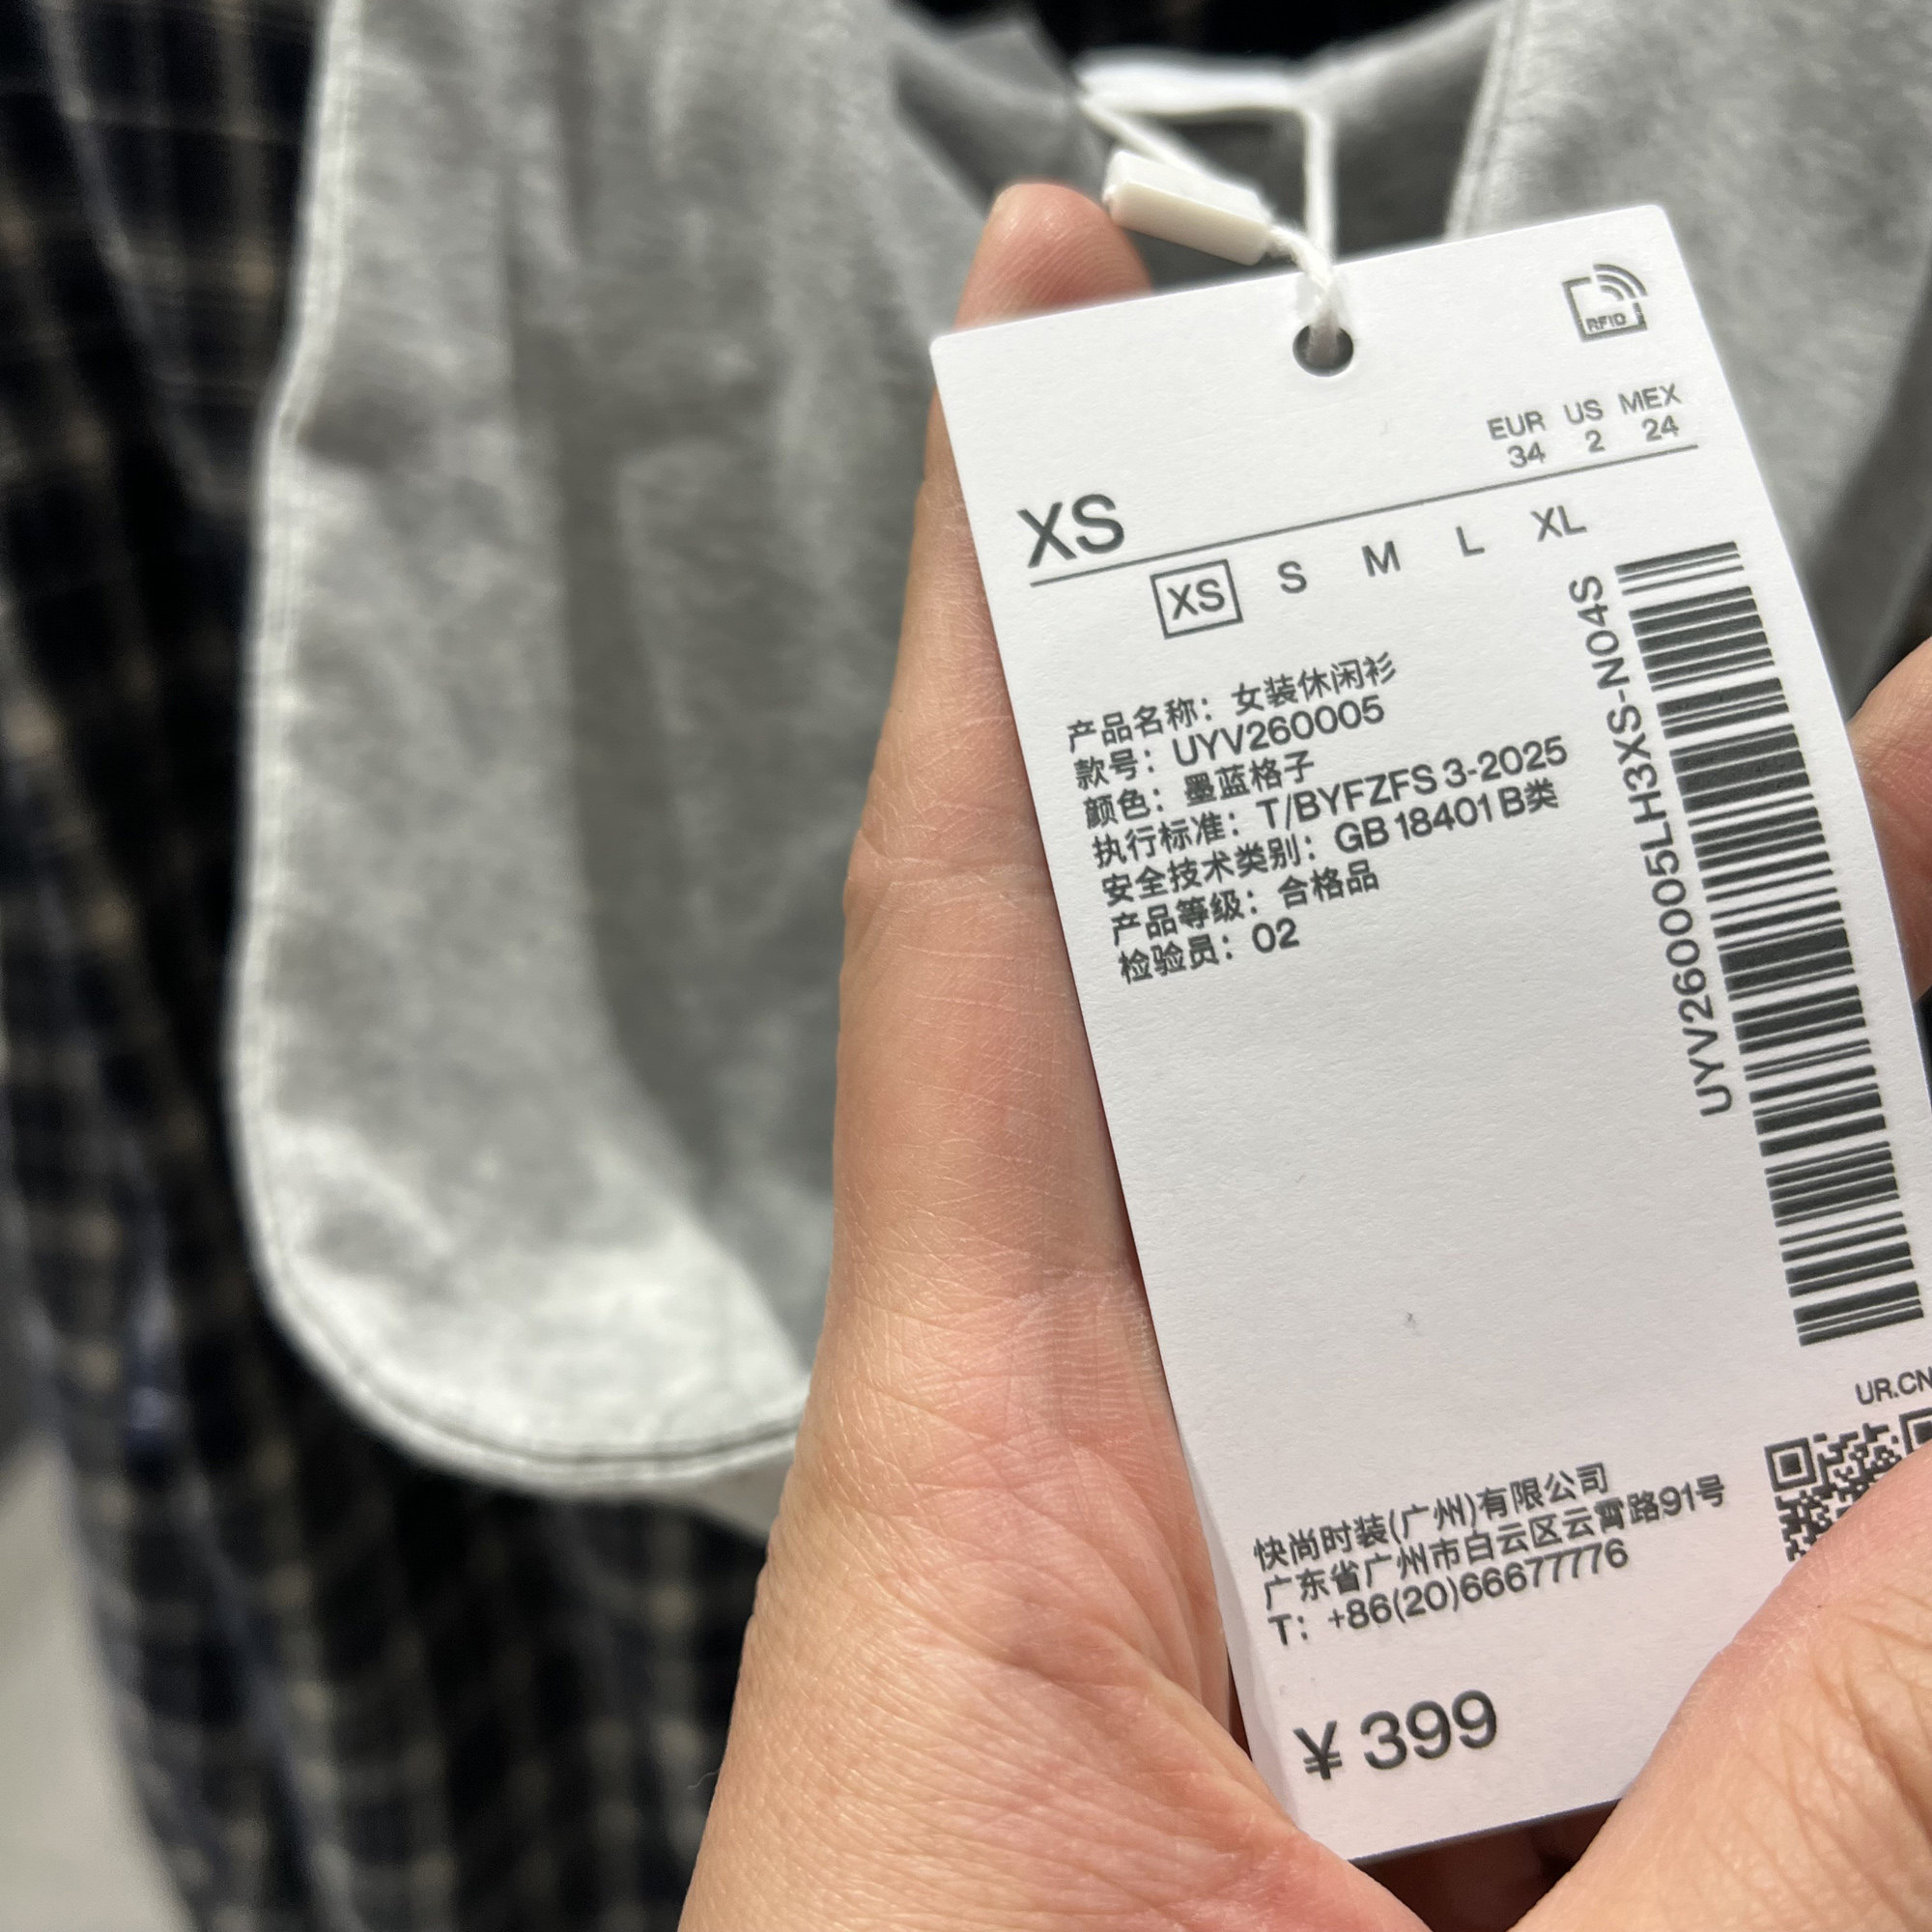 RFID
EUR US MEX
34 2 24
XS
XS S M L XL
产品名称：女装休闲衫
款号：UYV260005
颜色：墨蓝格子
执行标准：T/BYFZFS 3-2025
安全技术类别：GB 18401 B类
产品等级：合格品
检验员：02
UYV260005LH3XS-N04S
UR.CN
快尚时装(广州)有限公司
广东省广州市白云区云霄路91号
T：+86(20)66677776
¥ 399